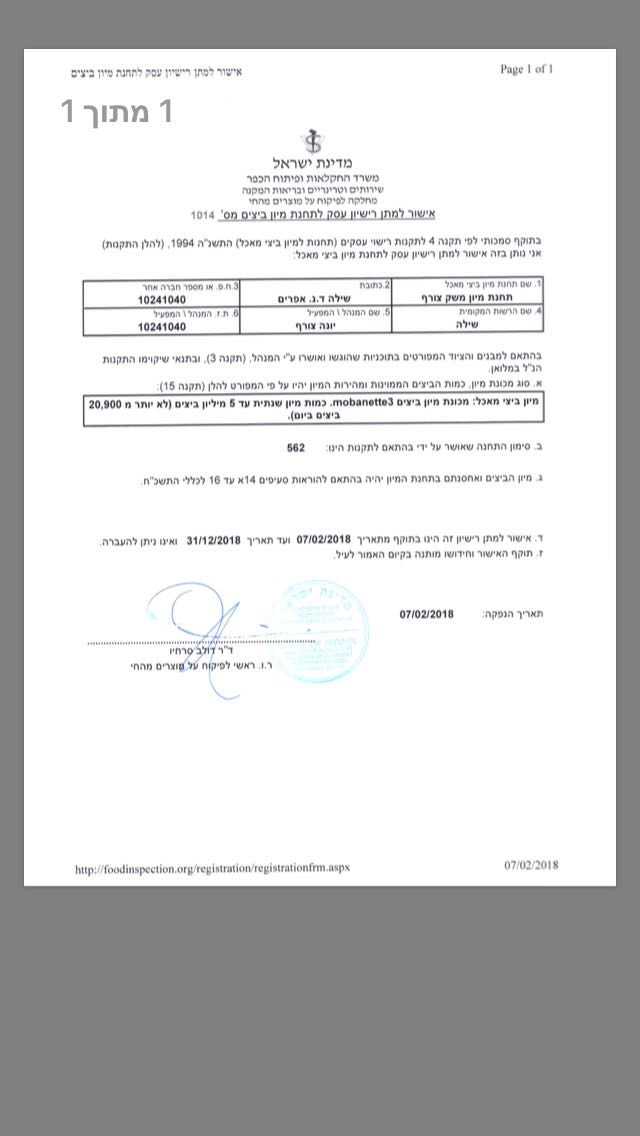 אישור למתן רישיון עסק לתחנת מיון ביצים
Page 1 of 1
1 מתוך 1
מדינת ישראל
משרד החקלאות ופיתוח הכפר
שירותים וטרינריים ובריאות המקנה
מחלקה לפיקוח על מוצרים מהחי
אישור למתן רישיון עסק לתחנת מיון ביצים מס' 1014
בתוקף סמכותי לפי תקנה 4 לתקנות רישוי עסקים (תחנות למיון ביצי מאכל) התשנ"ה 1994, (להלן התקנות)
אני נותן בזה אישור למתן רישיון עסק לתחנת מיון ביצי מאכל:
1. שם תחנת מיון ביצי מאכל 2.כתובת 3.ח.פ. או מספר חברה אחר
תחנת מיון משק צורף שילה ד.נ. אפרים 10241040
4. שם הרשות המקומית 5. שם המנהל \ המפעיל 6. ת.ז. המנהל \ המפעיל
שילה יונה צורף 10241040
בהתאם למבנים והציוד המפורטים בתוכניות שהוגשו ואושרו ע"י המנהל, (תקנה 3), ובתנאי שיקוימו התקנות
הנ"ל במלואן.
א. סוג מכונת מיון, כמות הביצים הממוינות ומהירות המיון יהיו על פי המפורט להלן (תקנה 15):
מיון ביצי מאכל: מכונת מיון ביצים mobanette3. כמות מיון שנתית עד 5 מיליון ביצים (לא יותר מ 20,900
ביצים ביום).
ב. סימון התחנה שאושר על ידי בהתאם לתקנות הינו: 562
ג. מיון הביצים ואחסנתם בתחנת המיון יהיה בהתאם להוראות סעיפים 14א עד 16 לכללי התשכ"ח.
ד. אישור למתן רישיון זה הינו בתוקף מתאריך 07/02/2018 ועד תאריך 31/12/2018 ואינו ניתן להעברה.
ז. תוקף האישור וחידושו מותנה בקיום האמור לעיל.
תאריך הנפקה: 07/02/2018
מדינת ישראל
ISRAEL
ד"ר דולב סרחיו
ר.ו. ראשי לפיקוח על מוצרים מהחי
http://foodinspection.org/registration/registrationfrm.aspx
07/02/2018